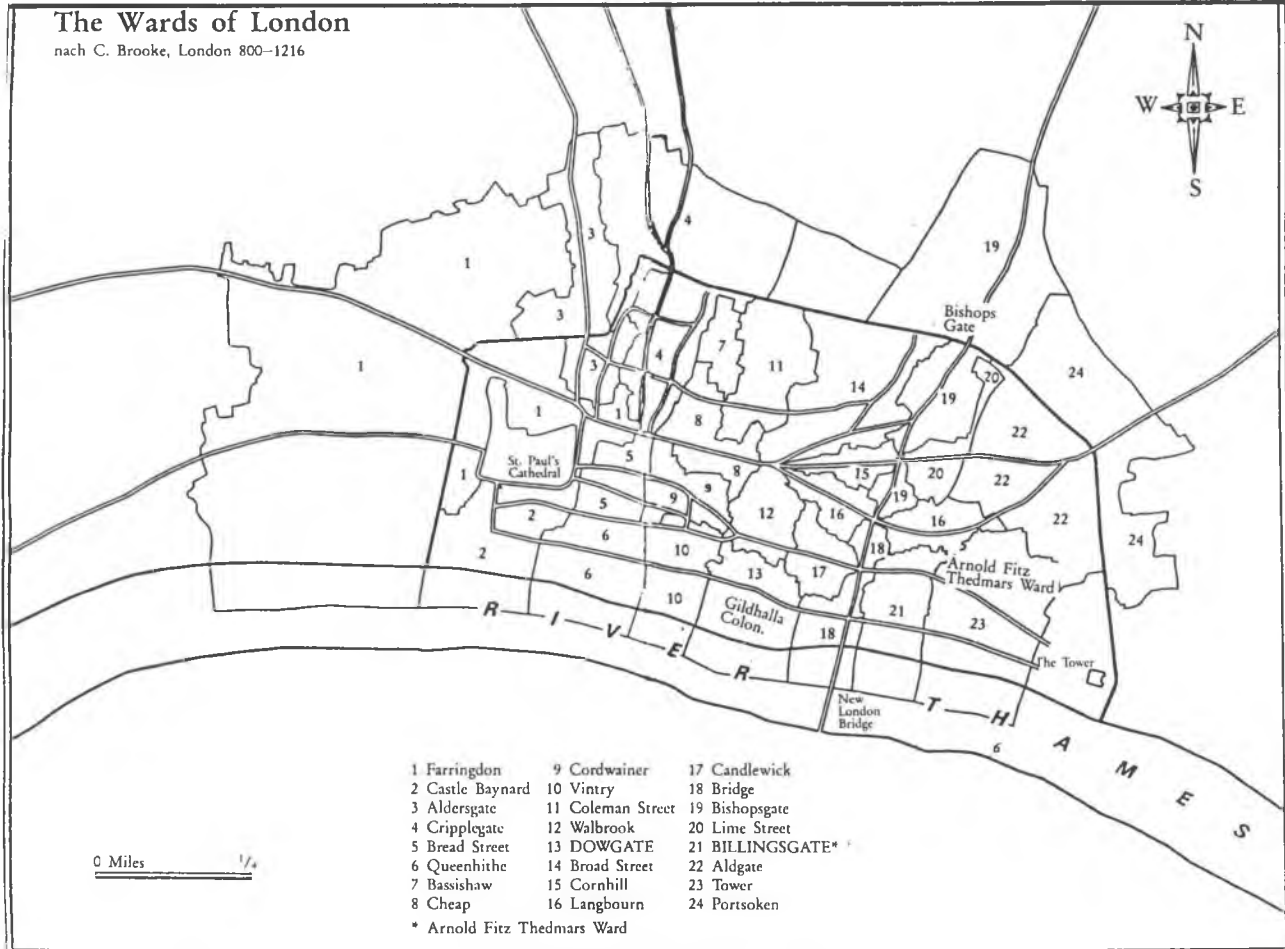 The Wards of London
nach C. Brooke, London 800–1216
N
W E
S
4
19
3
1
3
Bishops
Gate
7
4
11
20
24
1
3
14
19
1
1
8
22
5
St. Paul's
Cathedral
8
15
20
22
1
9
19
5
9
12
16
16
22
2
6
18
24
2
10
5
Arnold Fitz
Thedmars Ward
6
13
17
10
Gildhalla
Colon.
21
23
18
The Tower
RIVER THAMES
New
London
Bridge
6
1 Farringdon
2 Castle Baynard
3 Aldersgate
4 Cripplegate
5 Bread Street
6 Queenhithe
7 Bassishaw
8 Cheap
9 Cordwainer
10 Vintry
11 Coleman Street
12 Walbrook
13 DOWGATE
14 Broad Street
15 Cornhill
16 Langbourn
17 Candlewick
18 Bridge
19 Bishopsgate
20 Lime Street
21 BILLINGSGATE*
22 Aldgate
23 Tower
24 Portsoken
* Arnold Fitz Thedmars Ward
0 Miles 1/4